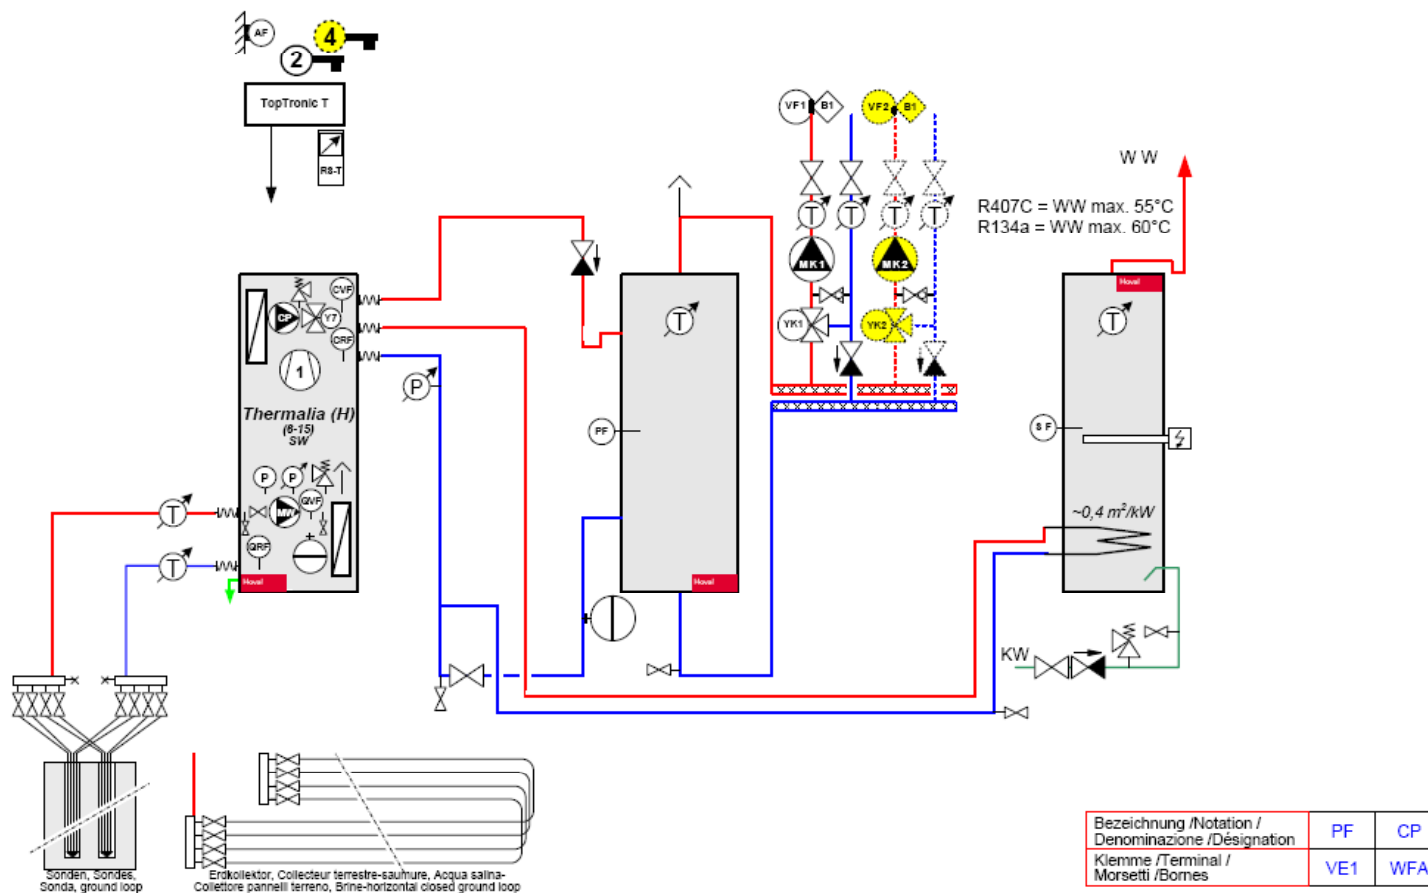 AF
4
2
TopTronic T
RS-T
VF1
B1
VF2
B1
W W
R407C = WW max. 55°C
R134a = WW max. 60°C
T
T
T
T
MK1
MK2
YK1
YK2
CVF
CP
Y7
CRF
1
Thermalia (H)
(6-15)
SW
P
P
P
QVF
MW
QRF
Hoval
T
T
T
PF
Hoval
Hoval
T
S F
~0,4 m²/kW
KW
Sonden, Sondes,
Sonda, ground loop
Erdkollektor, Collecteur terrestre-saumure, Acqua salina-
Collettore pannelli terreno, Brine-horizontal closed ground loop
Bezeichnung /Notation /
Denominazione /Désignation
PF
CP
Klemme /Terminal /
Morsetti /Bornes
VE1
WFA